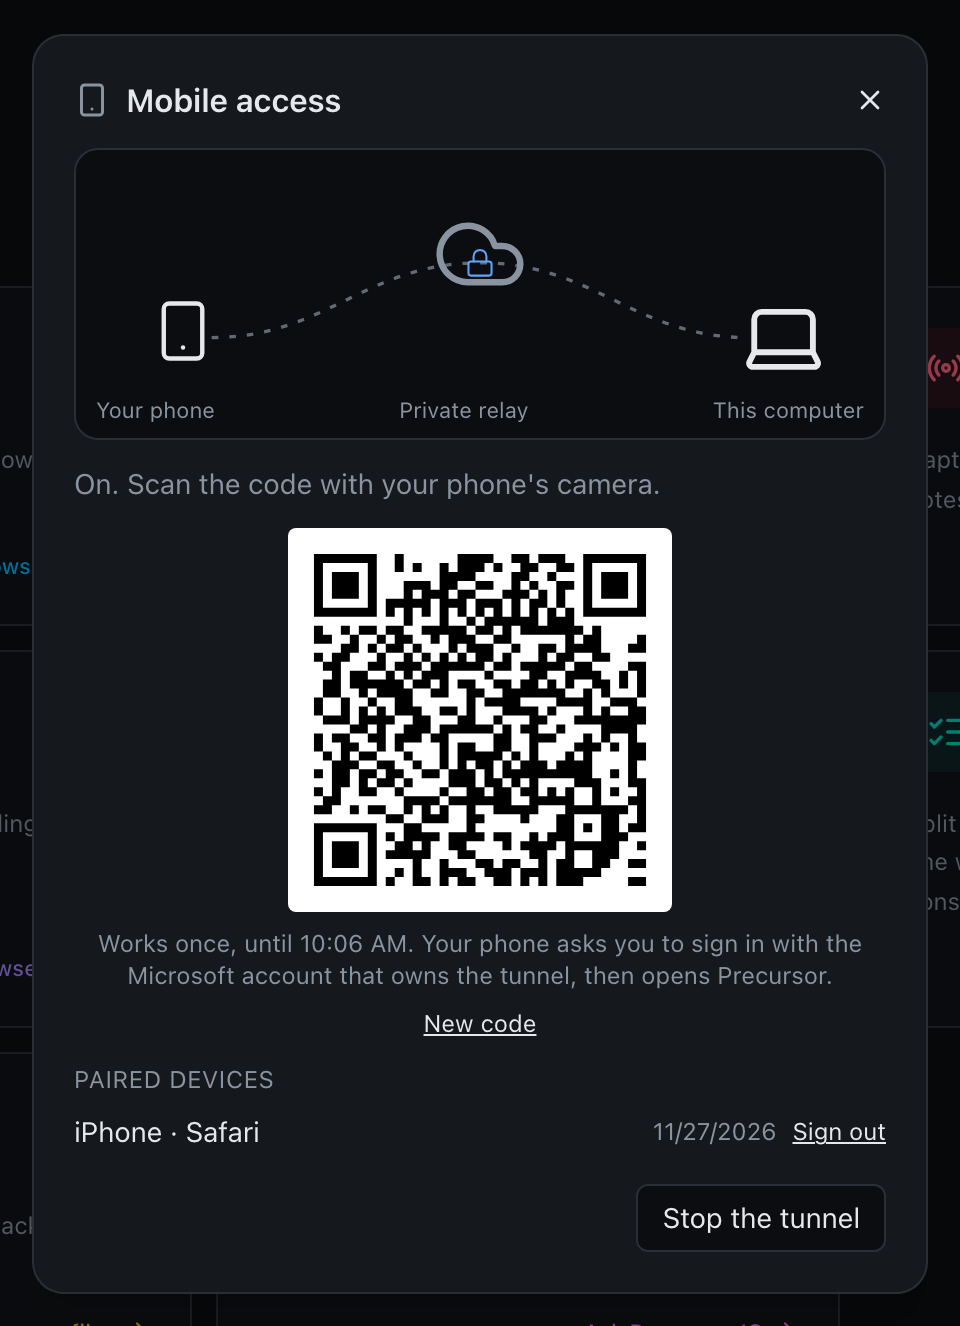 Mobile access
Your phone
Private relay
This computer
On. Scan the code with your phone's camera.
Works once, until 10:06 AM. Your phone asks you to sign in with the
Microsoft account that owns the tunnel, then opens Precursor.
New code
PAIRED DEVICES
iPhone · Safari
11/27/2026
Sign out
Stop the tunnel